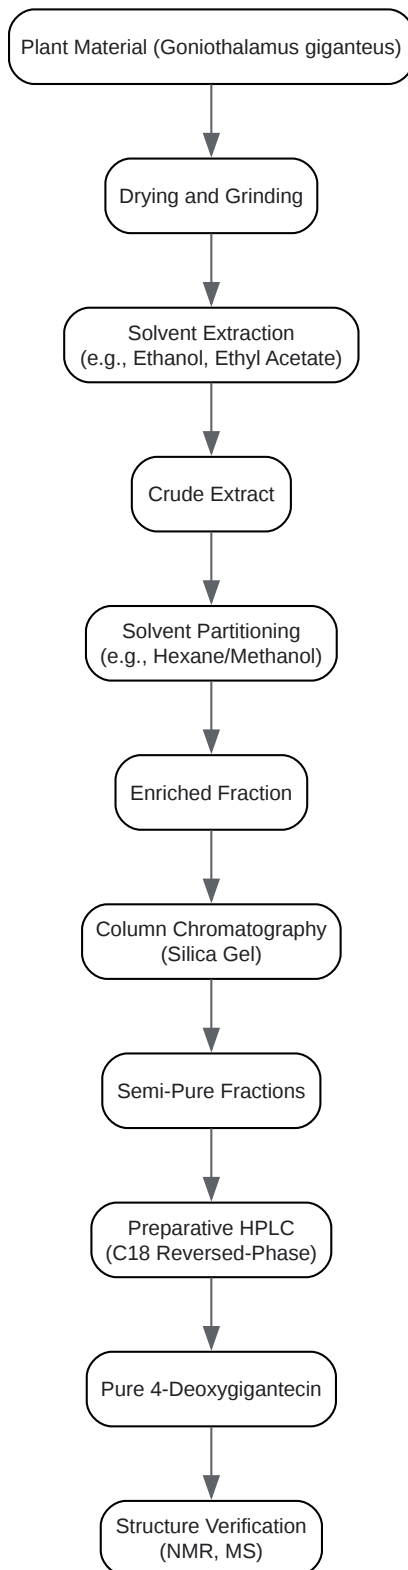 Plant Material (Goniothalamus giganteus)
Drying and Grinding
Solvent Extraction
(e.g., Ethanol, Ethyl Acetate)
Crude Extract
Solvent Partitioning
(e.g., Hexane/Methanol)
Enriched Fraction
Column Chromatography
(Silica Gel)
Semi-Pure Fractions
Preparative HPLC
(C18 Reversed-Phase)
Pure 4-Deoxygigantecin
Structure Verification
(NMR, MS)